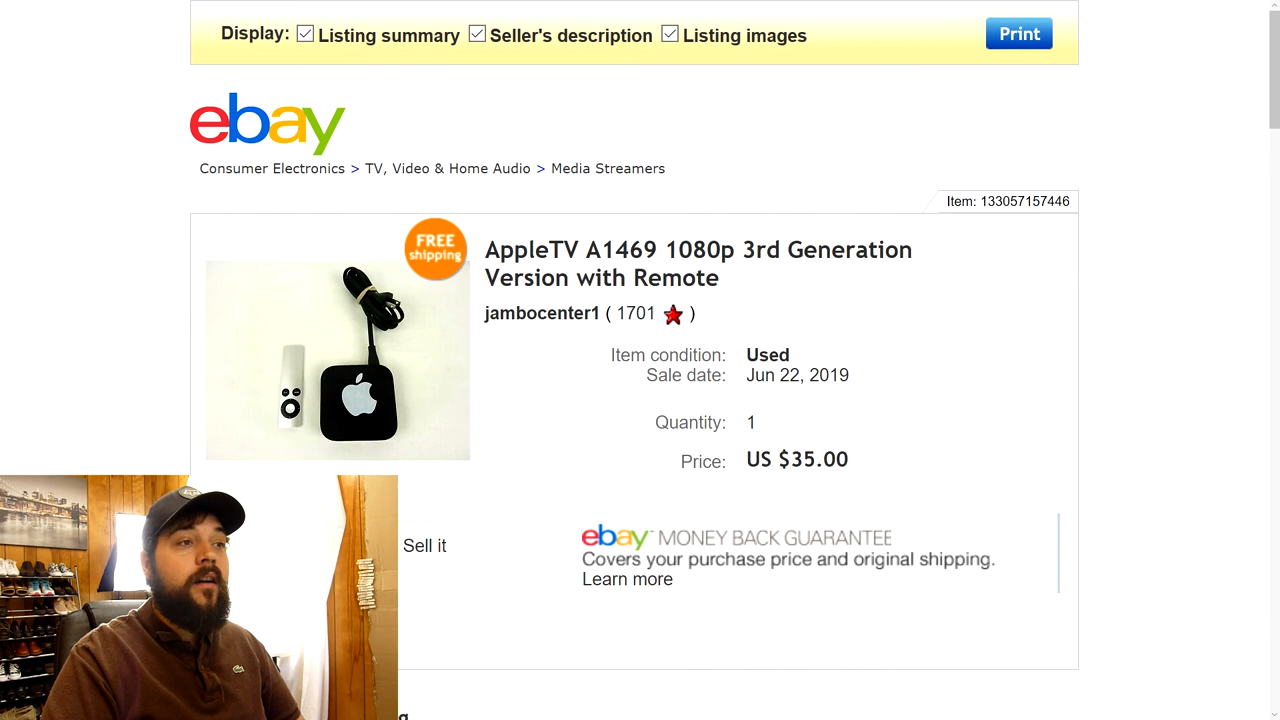 Display: Listing summary Seller's description Listing images Print
ebay
Consumer Electronics > TV, Video & Home Audio > Media Streamers
Item: 133057157446
FREE shipping
AppleTV A1469 1080p 3rd Generation
Version with Remote
jambocenter1 ( 1701 )
Item condition: Used
Sale date: Jun 22, 2019
Quantity: 1
Price: US $35.00
Sell it
ebay MONEY BACK GUARANTEE
Covers your purchase price and original shipping.
Learn more